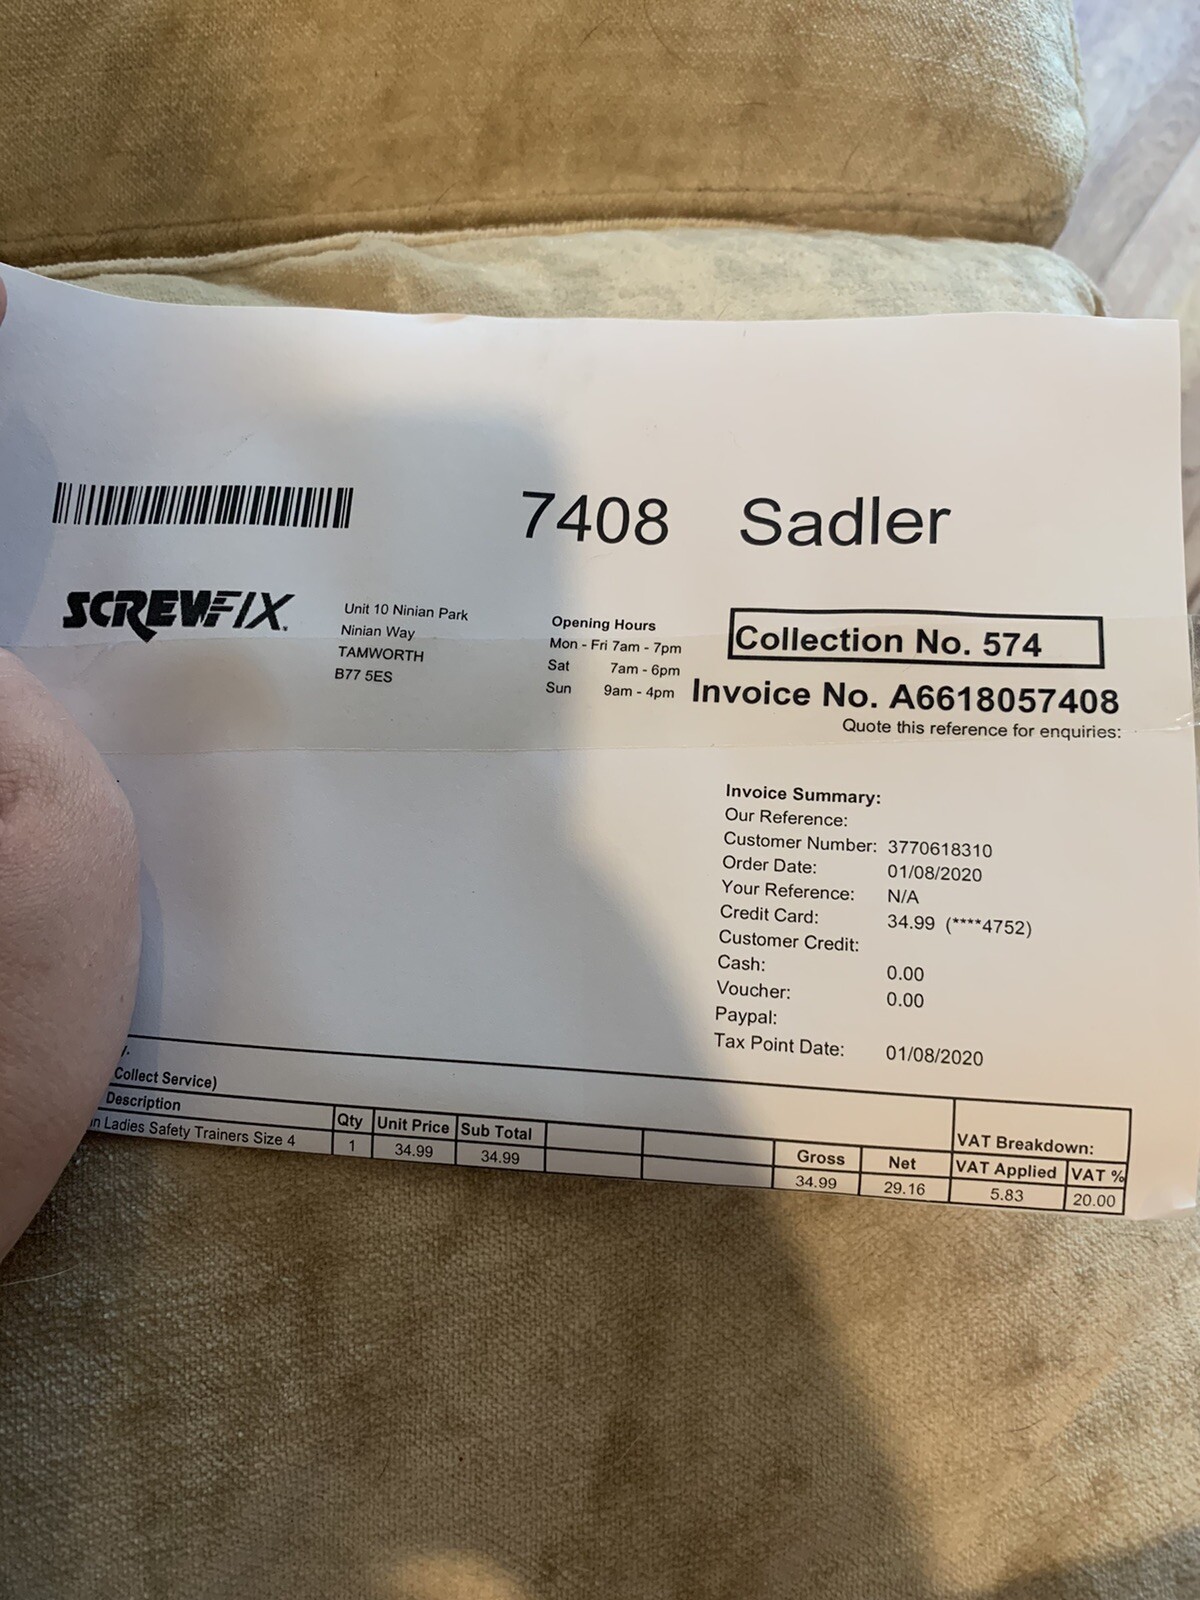 7408 Sadler
SCREWFIX
Unit 10 Ninian Park
Ninian Way
TAMWORTH
B77 5ES
Opening Hours
Mon - Fri 7am - 7pm
Sat 7am - 6pm
Sun 9am - 4pm
Collection No. 574
Invoice No. A6618057408
Quote this reference for enquiries:
Invoice Summary:
Our Reference:
Customer Number: 3770618310
Order Date: 01/08/2020
Your Reference: N/A
Credit Card: 34.99 (****4752)
Customer Credit:
Cash: 0.00
Voucher: 0.00
Paypal:
Tax Point Date: 01/08/2020
Collect Service)
VAT Breakdown:
Description Qty Unit Price Sub Total Gross Net VAT Applied VAT %
Ladies Safety Trainers Size 4 1 34.99 34.99 34.99 29.16 5.83 20.00